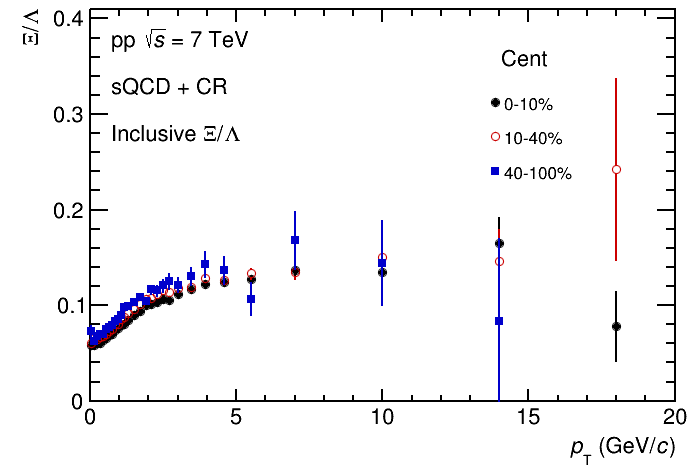 Ξ/Λ
0.4
pp √s = 7 TeV
Cent
sQCD + CR
0-10%
0.3
Inclusive Ξ/Λ
10-40%
40-100%
0.2
0.1
0
0 5 10 15 20
p_T (GeV/c)